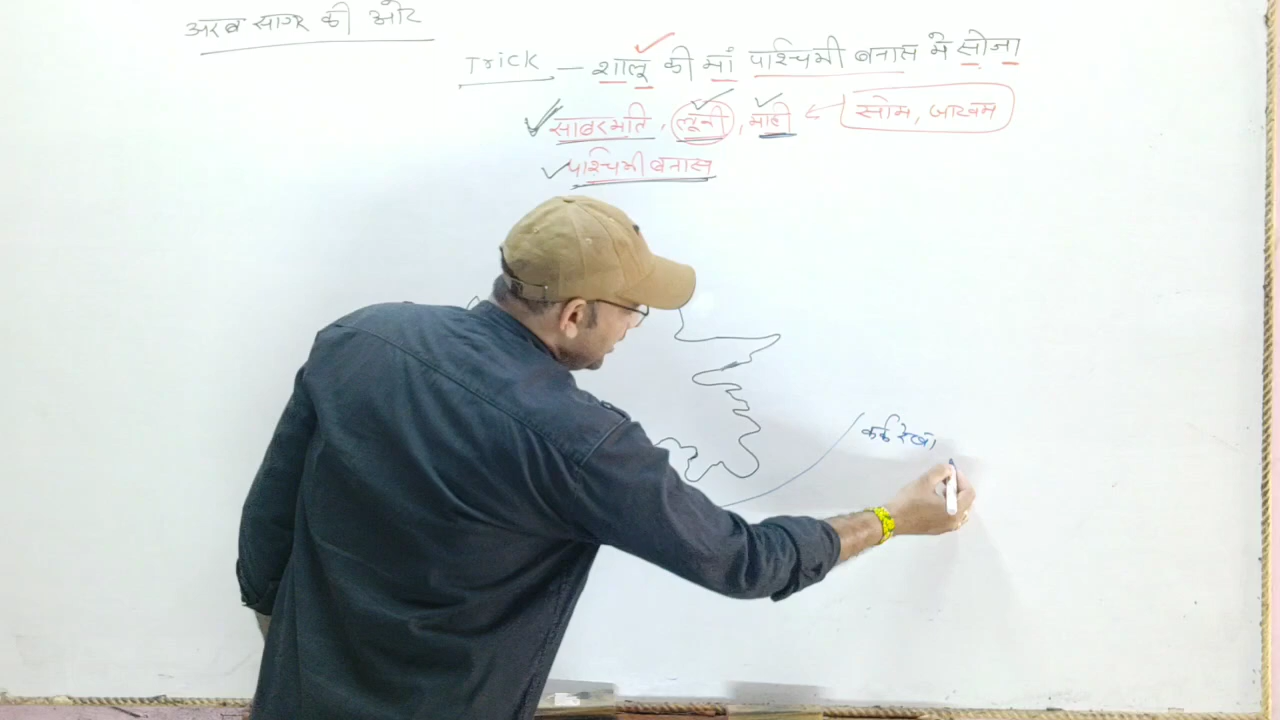 अरब सागर की ओर
Trick — शालू की मां पश्चिमी बनास मे सोजा
साबरमति, लूनी, माही ← सोम, जाखम
पश्चिमी बनास
कर्क रेखा